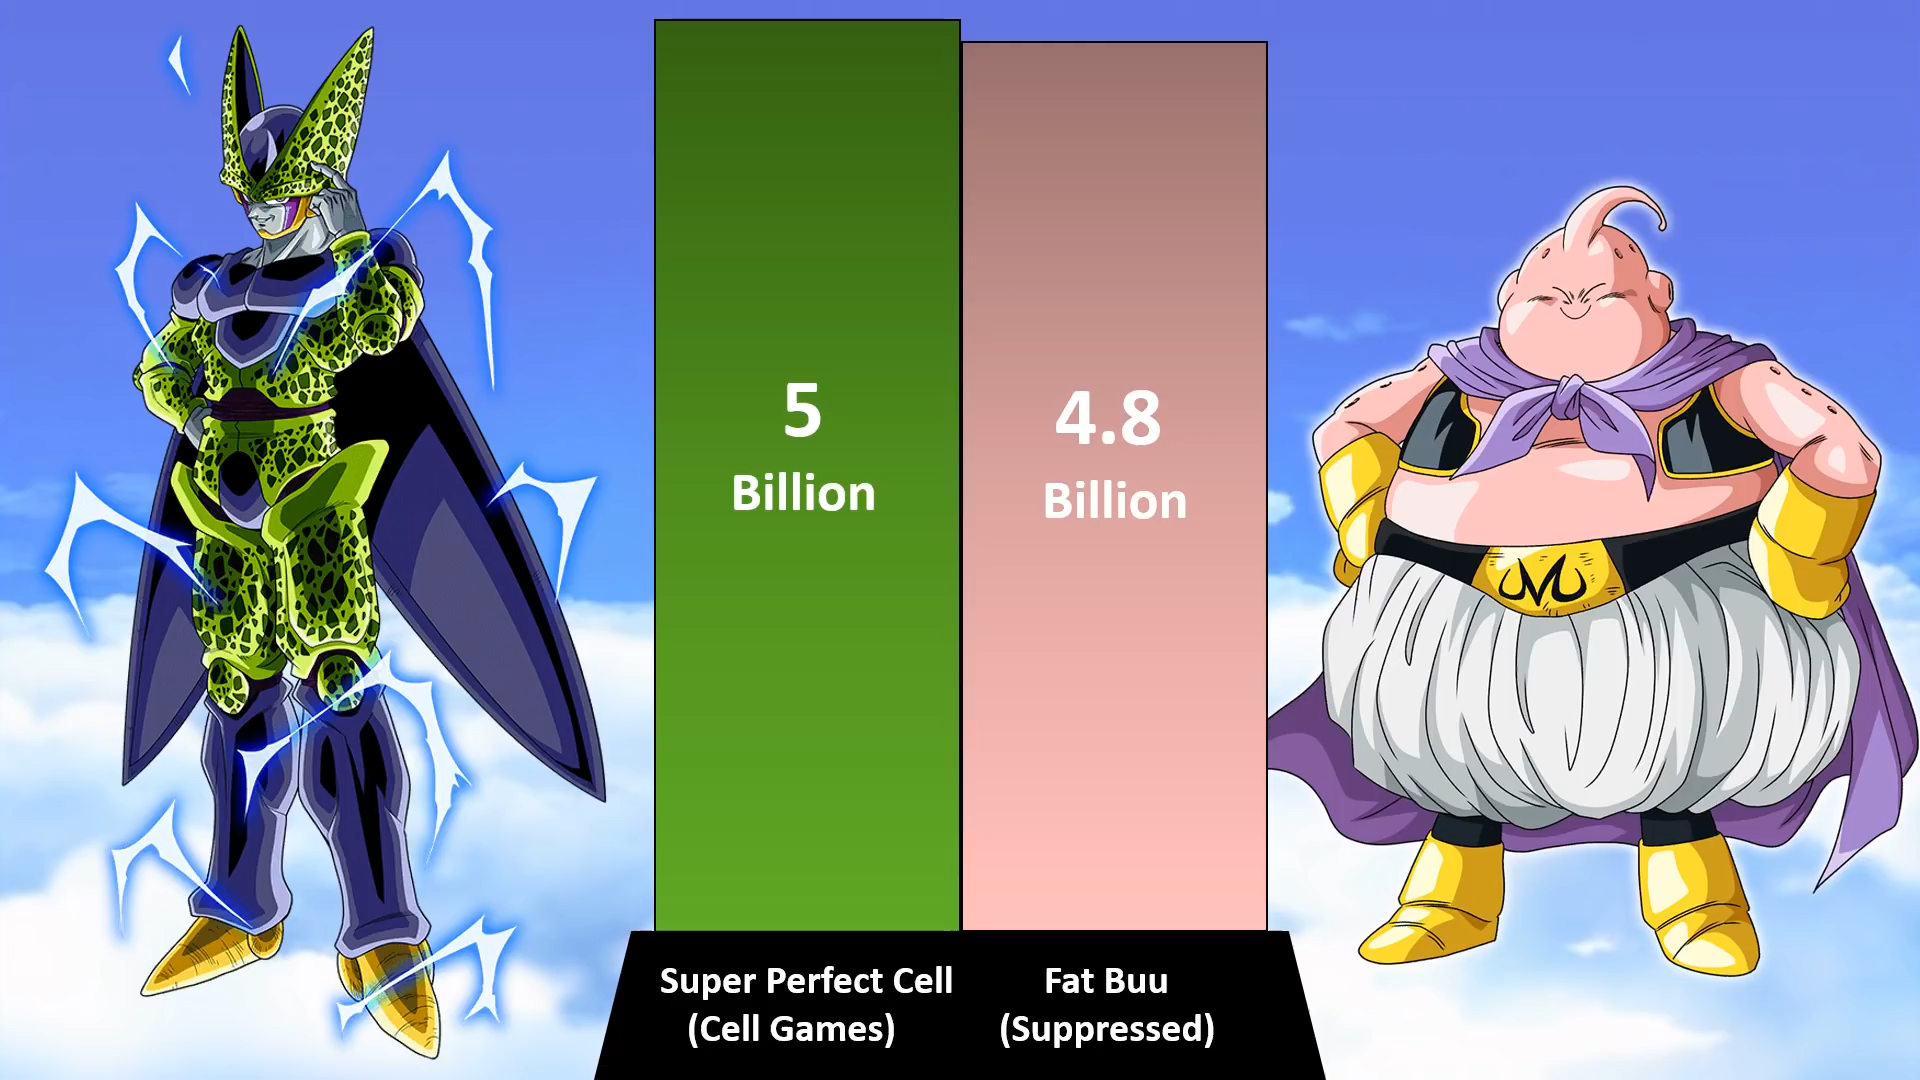 5
Billion
4.8
Billion
Super Perfect Cell
(Cell Games)
Fat Buu
(Suppressed)
M